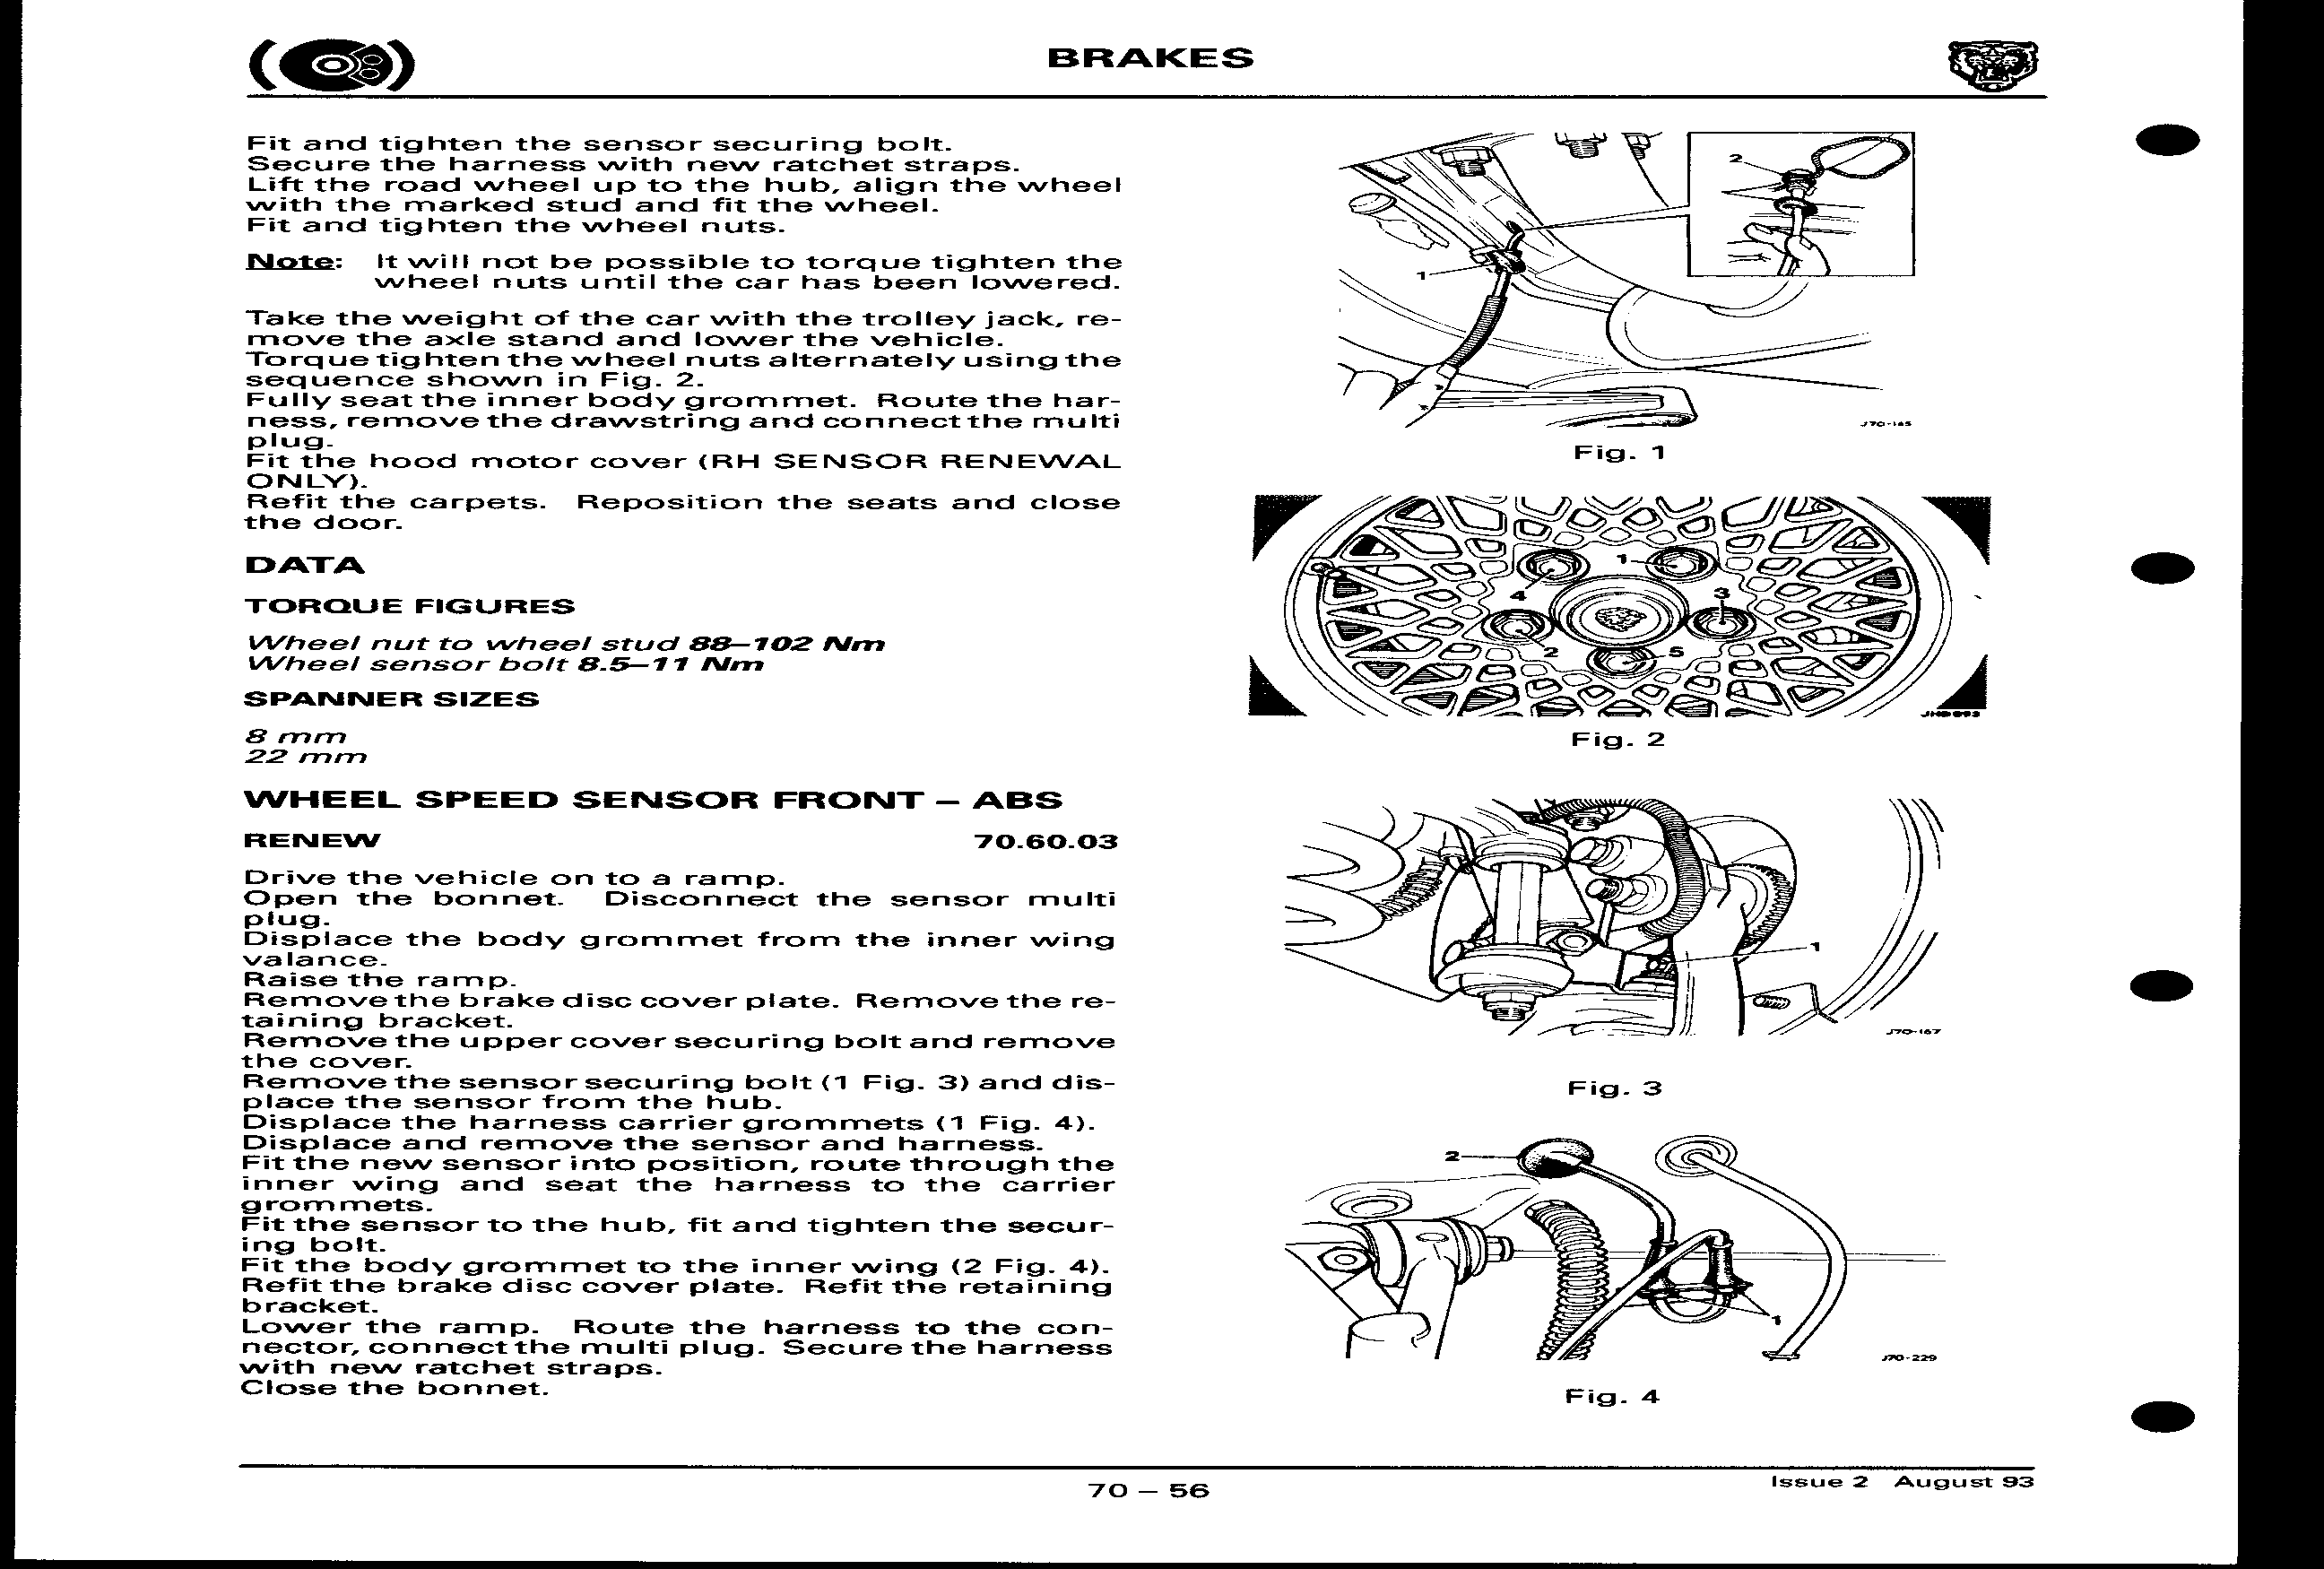 BRAKES
Fit and tighten the sensor securing bolt.
Secure the harness with new ratchet straps.
Lift the road wheel up to the hub, align the wheel
with the marked stud and fit the wheel.
Fit and tighten the wheel nuts.
Note: It will not be possible to torque tighten the
wheel nuts until the car has been lowered.
Take the weight of the car with the trolley jack, re-
move the axle stand and lower the vehicle.
Torque tighten the wheel nuts alternately using the
sequence shown in Fig. 2.
Fully seat the inner body grommet. Route the har-
ness, remove the drawstring and connect the multi
plug.
Fit the hood motor cover (RH SENSOR RENEWAL
ONLY).
Refit the carpets. Reposition the seats and close
the door.
DATA
TORQUE FIGURES
Wheel nut to wheel stud 88–102 Nm
Wheel sensor bolt 8.5–11 Nm
SPANNER SIZES
8 mm
22 mm
WHEEL SPEED SENSOR FRONT – ABS
RENEW 70.60.03
Drive the vehicle on to a ramp.
Open the bonnet. Disconnect the sensor multi
plug.
Displace the body grommet from the inner wing
valance.
Raise the ramp.
Remove the brake disc cover plate. Remove the re-
taining bracket.
Remove the upper cover securing bolt and remove
the cover.
Remove the sensor securing bolt (1 Fig. 3) and dis-
place the sensor from the hub.
Displace the harness carrier grommets (1 Fig. 4).
Displace and remove the sensor and harness.
Fit the new sensor into position, route through the
inner wing and seat the harness to the carrier
grommets.
Fit the sensor to the hub, fit and tighten the secur-
ing bolt.
Fit the body grommet to the inner wing (2 Fig. 4).
Refit the brake disc cover plate. Refit the retaining
bracket.
Lower the ramp. Route the harness to the con-
nector, connect the multi plug. Secure the harness
with new ratchet straps.
Close the bonnet.
2
1
J70-165
Fig. 1
1
4
3
2
5
JHD093
Fig. 2
1
J70-167
Fig. 3
2
1
J70-229
Fig. 4
70 – 56
Issue 2 August 93